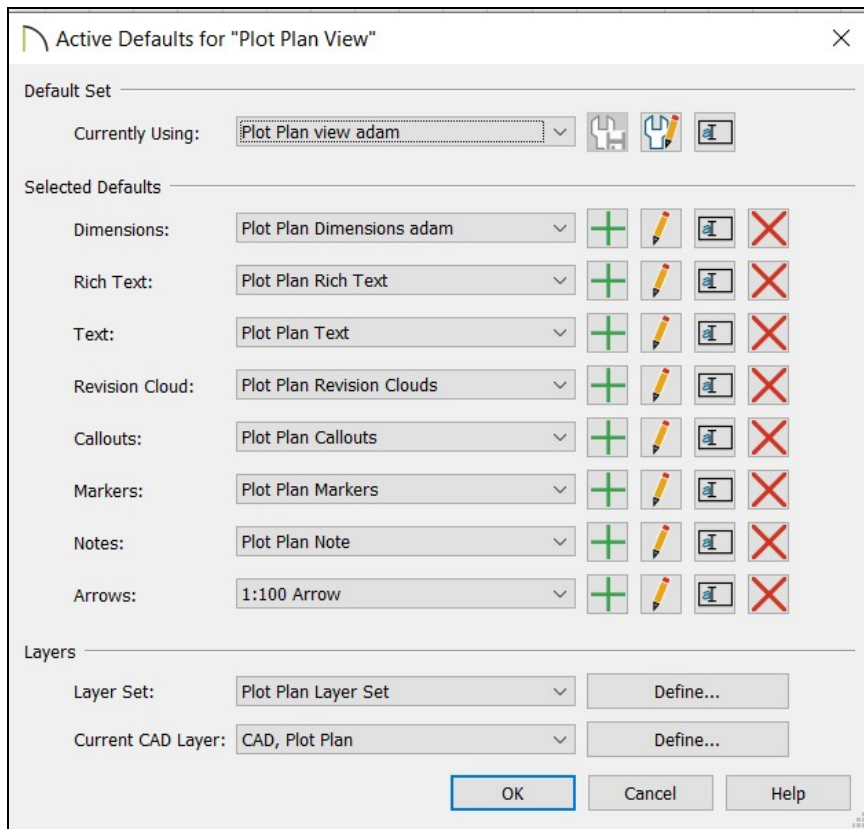 Active Defaults for "Plot Plan View"
Default Set
Currently Using: Plot Plan view adam
Selected Defaults
Dimensions: Plot Plan Dimensions adam
Rich Text: Plot Plan Rich Text
Text: Plot Plan Text
Revision Cloud: Plot Plan Revision Clouds
Callouts: Plot Plan Callouts
Markers: Plot Plan Markers
Notes: Plot Plan Note
Arrows: 1:100 Arrow
Layers
Layer Set: Plot Plan Layer Set Define...
Current CAD Layer: CAD, Plot Plan Define...
OK Cancel Help